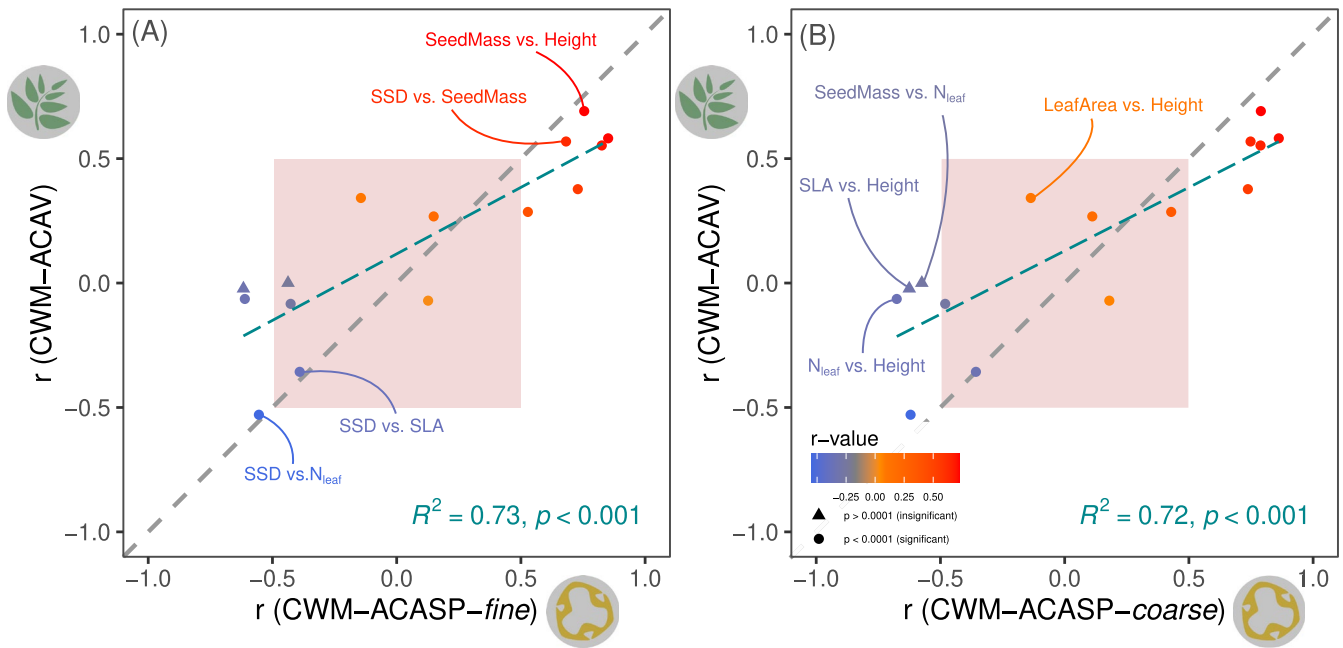 (A)
SeedMass vs. Height
SSD vs. SeedMass
SSD vs. SLA
SSD vs.Nleaf
R2 = 0.73, p < 0.001
1.0
0.5
0.0
−0.5
−1.0
r (CWM−ACAV)
−1.0 −0.5 0.0 0.5 1.0
r (CWM−ACASP−fine)
(B)
SeedMass vs. Nleaf
LeafArea vs. Height
SLA vs. Height
Nleaf vs. Height
r−value
−0.25 0.00 0.25 0.50
p > 0.0001 (insignificant)
p < 0.0001 (significant)
R2 = 0.72, p < 0.001
1.0
0.5
0.0
−0.5
−1.0
r (CWM−ACAV)
−1.0 −0.5 0.0 0.5 1.0
r (CWM−ACASP−coarse)